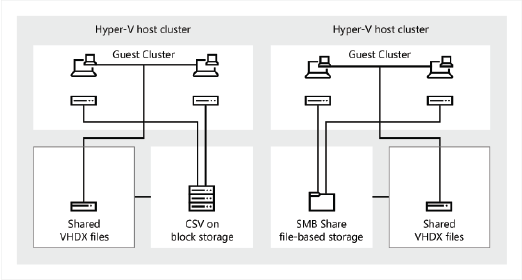 Hyper-V host cluster
Guest Cluster
Shared
VHDX files
CSV on
block storage
Hyper-V host cluster
Guest Cluster
SMB Share
file-based storage
Shared
VHDX files